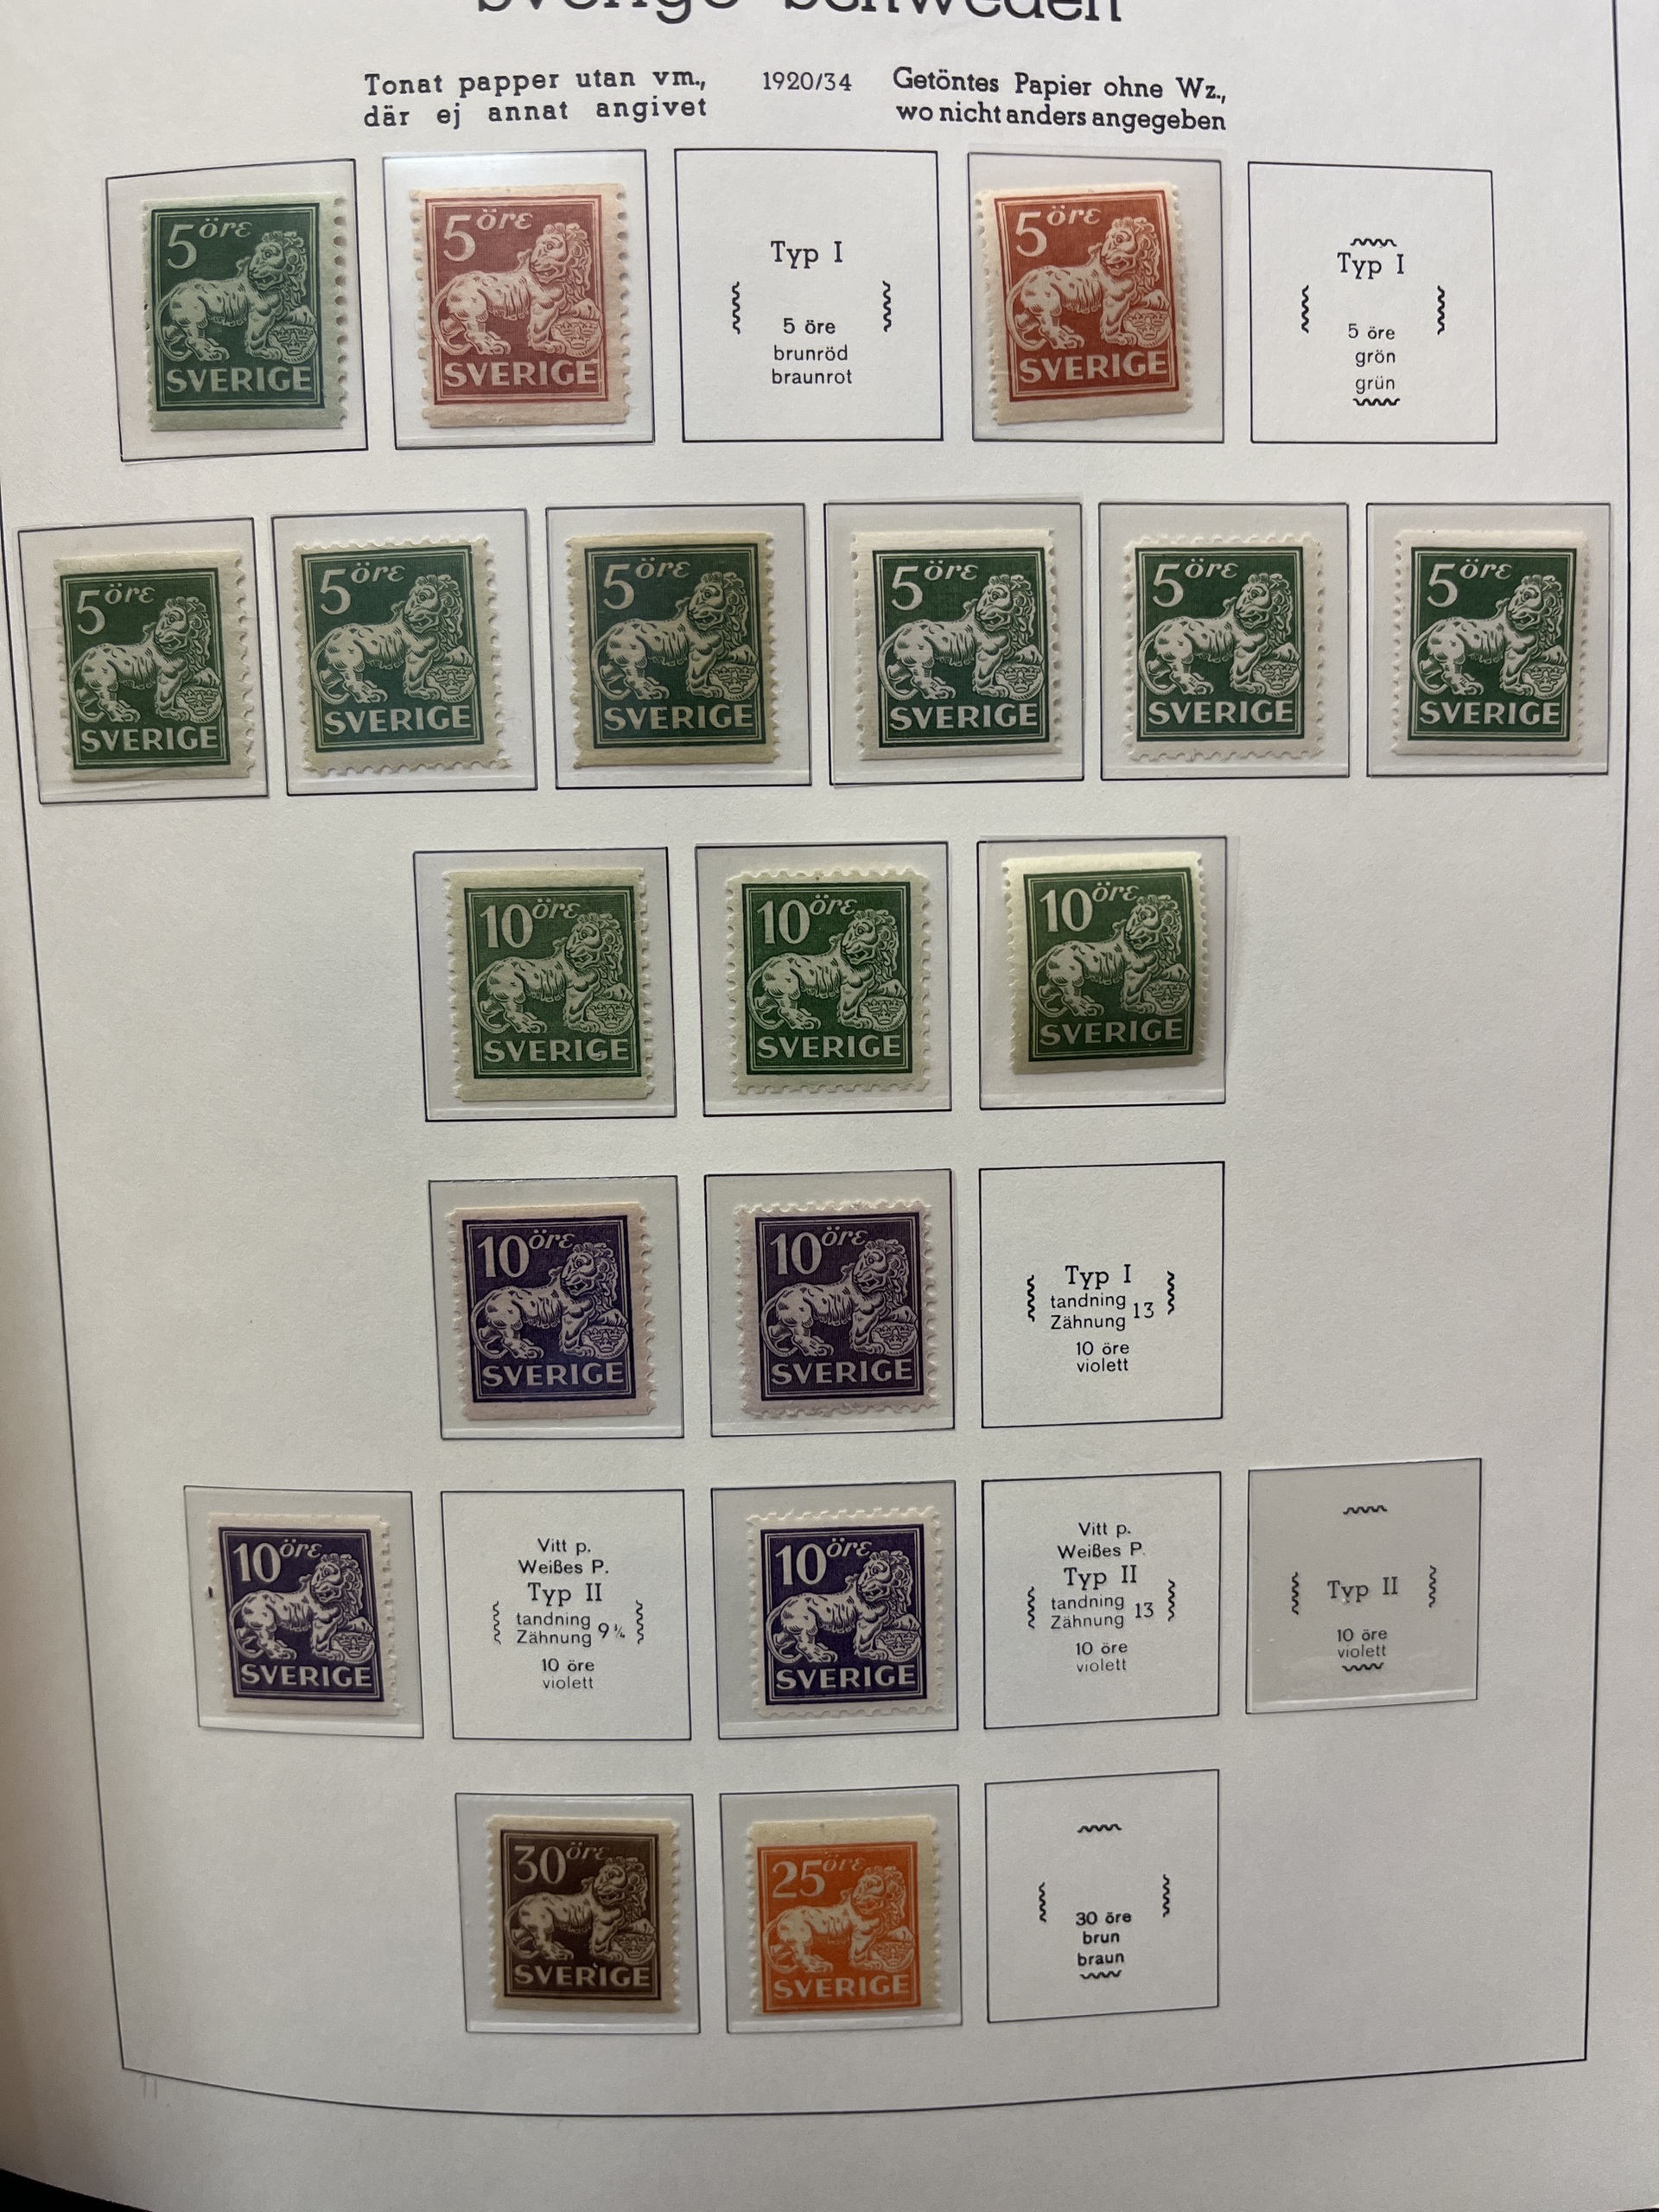 Sverige Schweden
Tonat papper utan vm.,
där ej annat angivet
1920/34
Getöntes Papier ohne Wz.,
wo nicht anders angegeben
5 öre
SVERIGE
5 öre
SVERIGE
Typ I
5 öre
brunröd
braunrot
5 öre
SVERIGE
Typ I
5 öre
grön
grün
5 öre
SVERIGE
5 öre
SVERIGE
5 öre
SVERIGE
5 öre
SVERIGE
5 öre
SVERIGE
5 öre
SVERIGE
10 öre
SVERIGE
10 öre
SVERIGE
10 öre
SVERIGE
10 öre
SVERIGE
10 öre
SVERIGE
Typ I
tandning
Zähnung 13
10 öre
violett
10 öre
SVERIGE
Vitt p.
Weißes P.
Typ II
tandning
Zähnung 9¾
10 öre
violett
10 öre
SVERIGE
Vitt p.
Weißes P.
Typ II
tandning
Zähnung 13
10 öre
violett
Typ II
10 öre
violett
30 öre
SVERIGE
25 öre
SVERIGE
30 öre
brun
braun
11